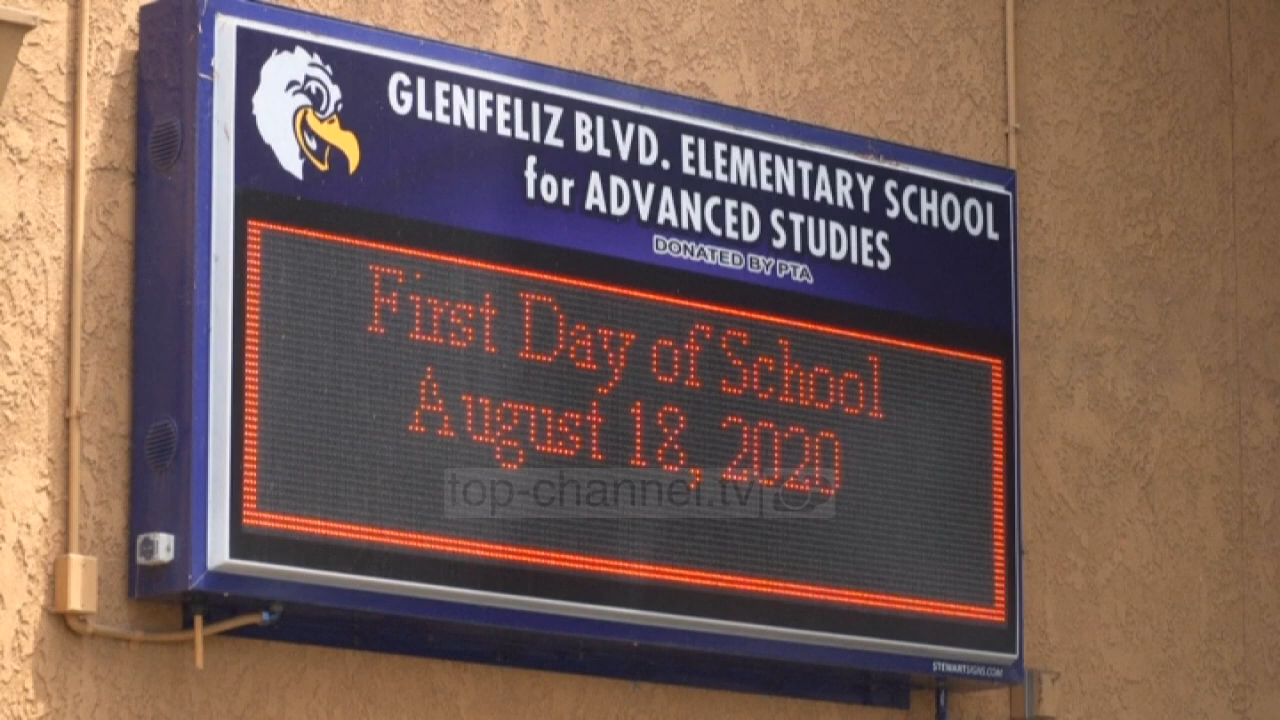 GLENFELIZ BLVD. ELEMENTARY SCHOOL
for ADVANCED STUDIES
DONATED BY PTA
First Day of School
August 18, 2020
top-channel.tv
STEWARTSIGNS.COM